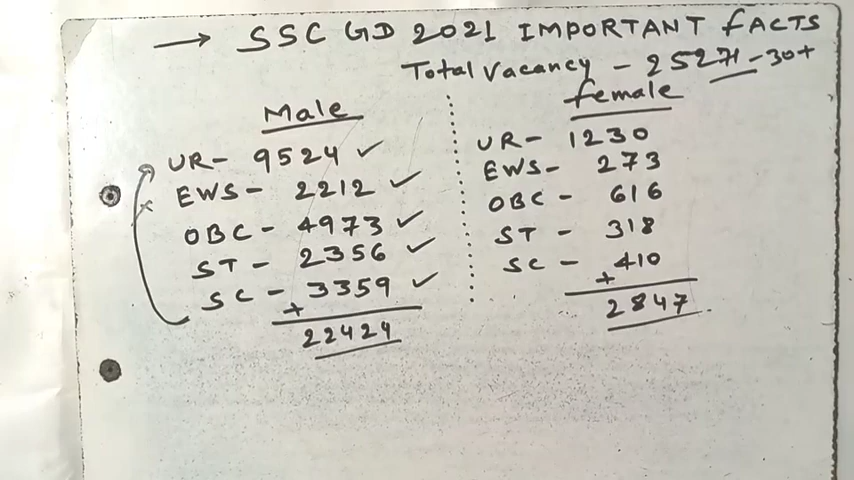 → SSC GD 2021 IMPORTANT fACTS
Total Vacancy - 25271 - 30+
Male
UR- 9524 ✓
EWS- 2212 ✓
OBC- 4973 ✓
ST- 2356 ✓
SC- 3359 ✓
+
22424
female
UR- 1230
EWS- 273
OBC- 616
ST- 318
SC- 410
+
2847